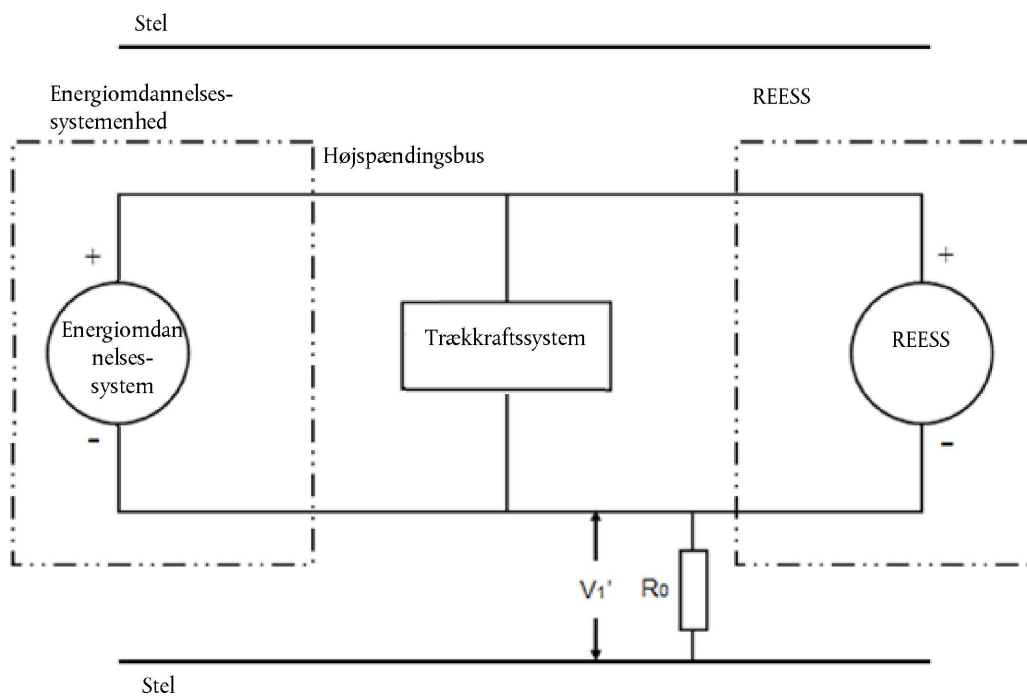 Stel
Energiomdannelses-
systemenhed
REESS
Højspændingsbus
+
+
Energiomdan
nelses-
system
Trækkraftssystem
REESS
-
-
V1'
R0
Stel